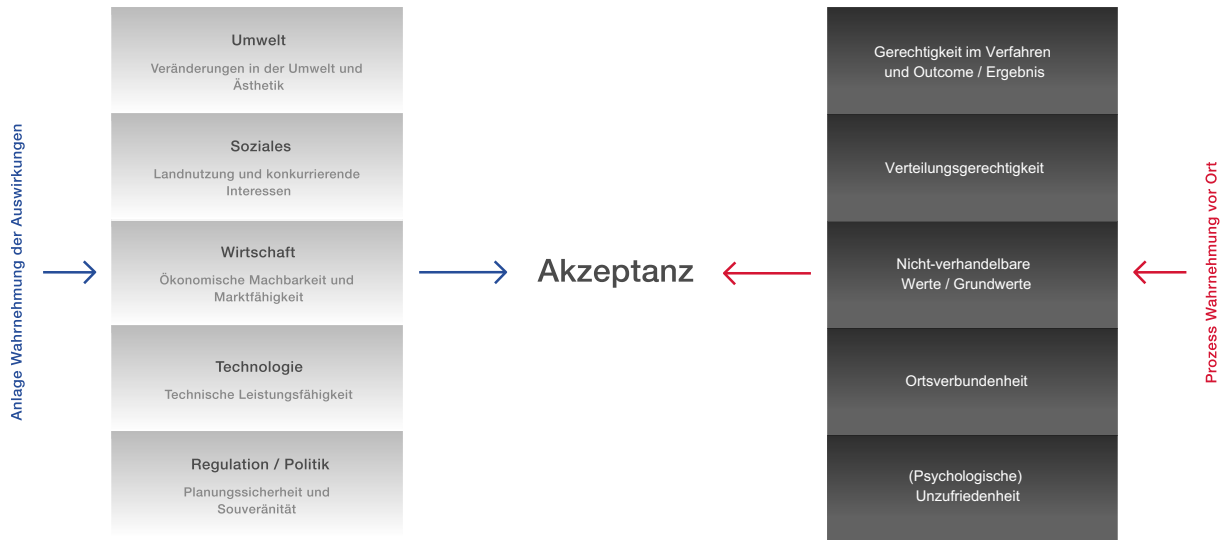 Anlage Wahrnehmung der Auswirkungen
Umwelt
Veränderungen in der Umwelt und
Ästhetik
Soziales
Landnutzung und konkurrierende
Interessen
Wirtschaft
Ökonomische Machbarkeit und
Marktfähigkeit
Technologie
Technische Leistungsfähigkeit
Regulation / Politik
Planungssicherheit und
Souveränität
Akzeptanz
Gerechtigkeit im Verfahren
und Outcome / Ergebnis
Verteilungsgerechtigkeit
Nicht-verhandelbare
Werte / Grundwerte
Ortsverbundenheit
(Psychologische)
Unzufriedenheit
Prozess Wahrnehmung vor Ort